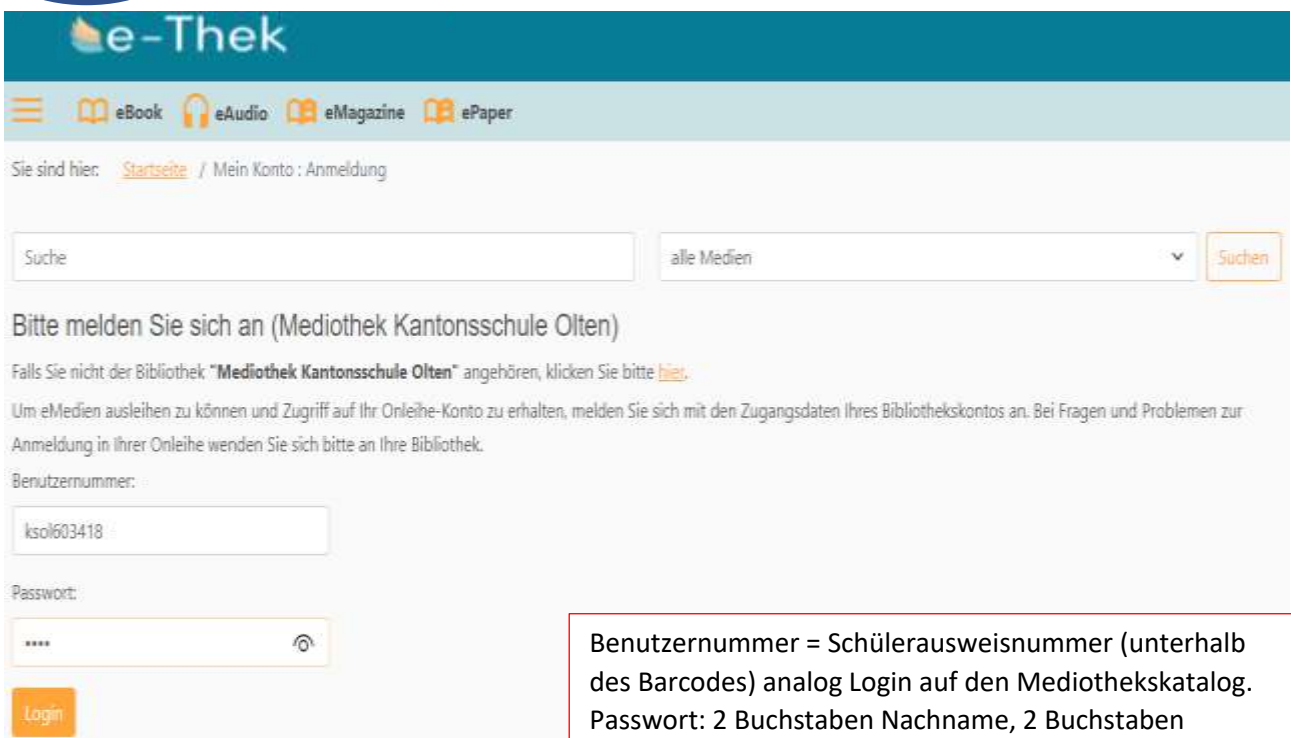 e-Thek
eBook eAudio eMagazine ePaper
Sie sind hier: Startseite / Mein Konto : Anmeldung
Suche alle Medien Suchen
Bitte melden Sie sich an (Mediothek Kantonsschule Olten)
Falls Sie nicht der Bibliothek "Mediothek Kantonsschule Olten" angehören, klicken Sie bitte hier.
Um eMedien ausleihen zu können und Zugriff auf Ihr Onleihe-Konto zu erhalten, melden Sie sich mit den Zugangsdaten Ihres Bibliothekskontos an. Bei Fragen und Problemen zur
Anmeldung in Ihrer Onleihe wenden Sie sich bitte an Ihre Bibliothek.
Benutzernummer:
ksol603418
Passwort:
••••
Login
Benutzernummer = Schülerausweisnummer (unterhalb
des Barcodes) analog Login auf den Mediothekskatalog.
Passwort: 2 Buchstaben Nachname, 2 Buchstaben